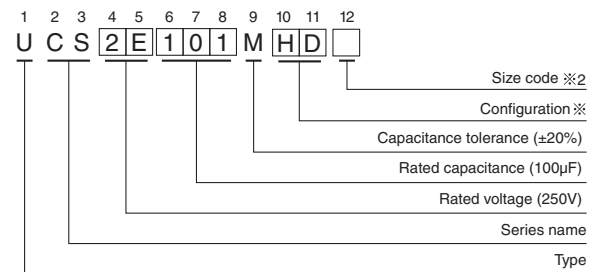 1 2 3 4 5 6 7 8 9 10 11 12
U C S 2 E 1 0 1 M H D
Size code ※2
Configuration ※
Capacitance tolerance (±20%)
Rated capacitance (100µF)
Rated voltage (250V)
Series name
Type